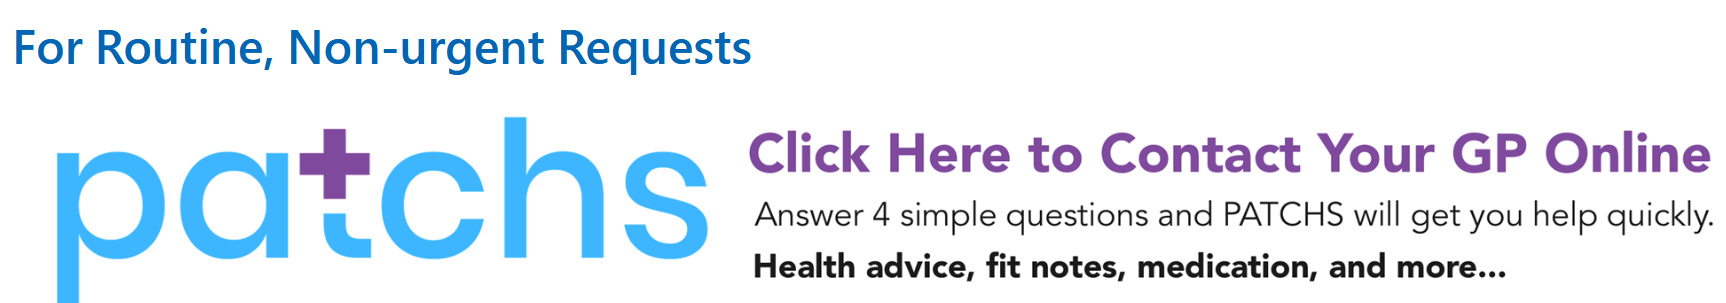 For Routine, Non-urgent Requests
patchs
Click Here to Contact Your GP Online
Answer 4 simple questions and PATCHS will get you help quickly.
Health advice, fit notes, medication, and more...